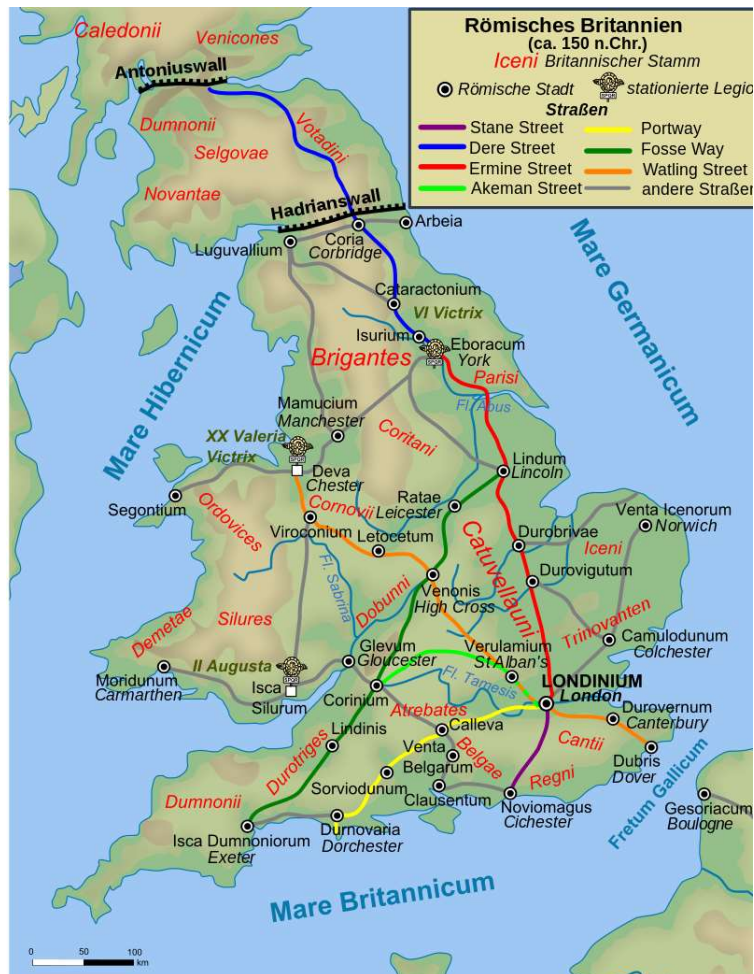 Römisches Britannien
(ca. 150 n.Chr.)
Iceni Britannischer Stamm
Römische Stadt
stationierte Legio
Straßen
Stane Street
Portway
Dere Street
Fosse Way
Ermine Street
Watling Street
Akeman Street
andere Straßen
Caledonii
Venicones
Antoniuswall
Dumnonii
Votadini
Selgovae
Novantae
Hadrianswall
Arbeia
Coria
Corbridge
Luguvallium
Mare Germanicum
Mare Hibernicum
Cataractonium
VI Victrix
Isurium
Eboracum
York
SPQR
Brigantes
Parisi
Fl. Abus
Mamucium
Manchester
XX Valeria
Victrix
SPQR
Coritani
Deva
Chester
Lindum
Lincoln
Segontium
Ordovices
Cornovii
Ratae
Leicester
Viroconium
Letocetum
Catuvellauni
Durobrivae
Venta Icenorum
Norwich
Iceni
Fl. Sabrina
Dobunni
Venonis
High Cross
Durovigutum
Silures
Demetae
Trinovanten
Camulodunum
Colchester
II Augusta
SPQR
Glevum
Gloucester
Verulamium
St Alban's
Moridunum
Carmarthen
Isca
Silurum
Corinium
Fl. Tamesis
LONDINIUM
London
Atrebates
Lindinis
Calleva
Durovernum
Canterbury
Cantii
Durotriges
Venta
Belgarum
Belgae
Dubris
Dover
Sorviodunum
Regni
Dumnonii
Clausentum
Noviomagus
Cichester
Fretum Gallicum
Gesoriacum
Boulogne
Isca Dumnoniorum
Exeter
Durnovaria
Dorchester
Mare Britannicum
0 50 100
km